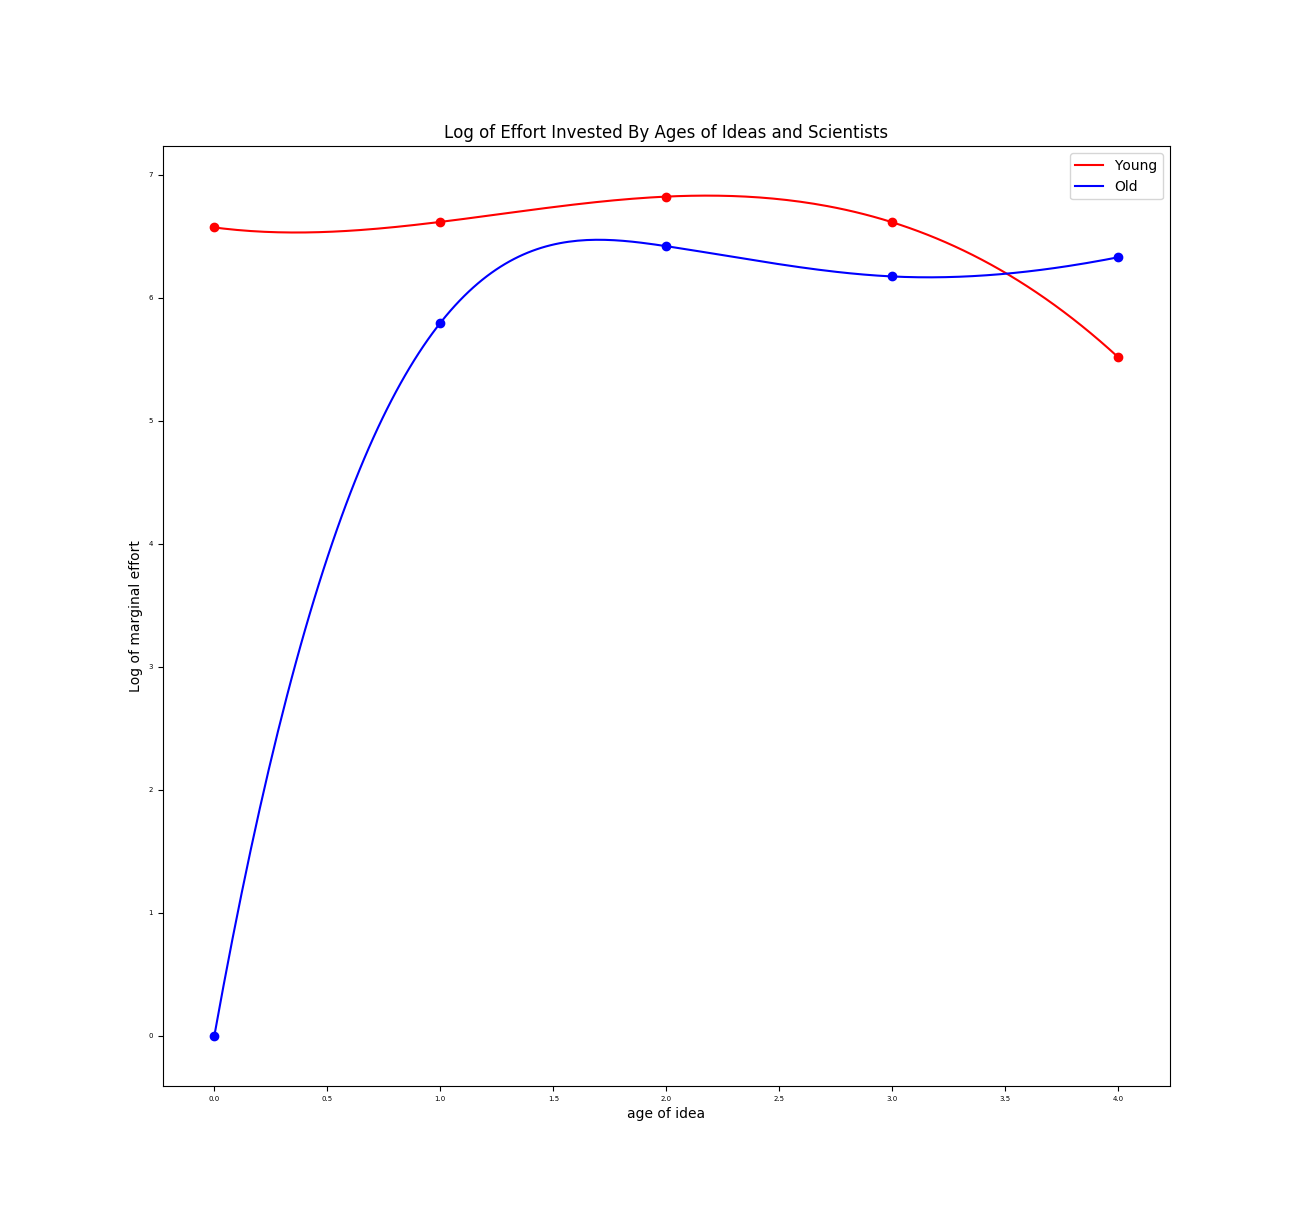 Log of Effort Invested By Ages of Ideas and Scientists
Young
Old
7
6
5
4
3
2
1
0
Log of marginal effort
0.0 0.5 1.0 1.5 2.0 2.5 3.0 3.5 4.0
age of idea